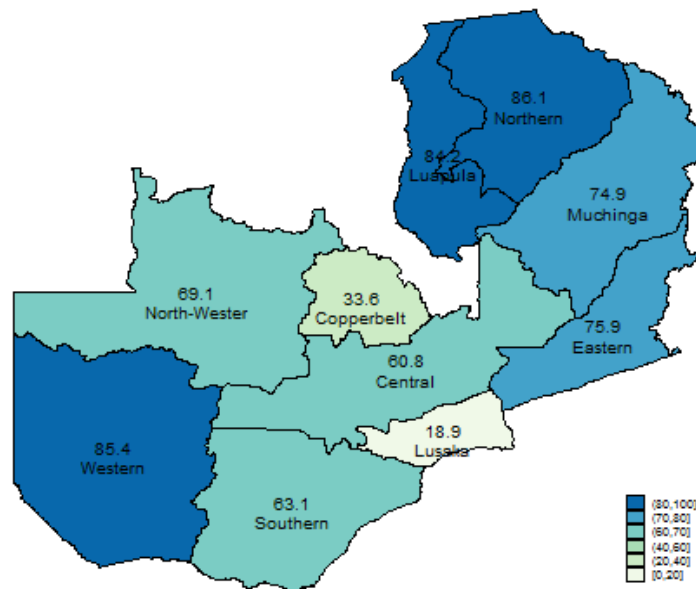 86.1
Northern
84.2
Luapula
74.9
Muchinga
69.1
North-Wester
33.6
Copperbelt
75.9
Eastern
60.8
Central
85.4
Western
18.9
Lusaka
63.1
Southern
(80,100]
(70,80]
(60,70]
(40,60]
(20,40]
[0,20]